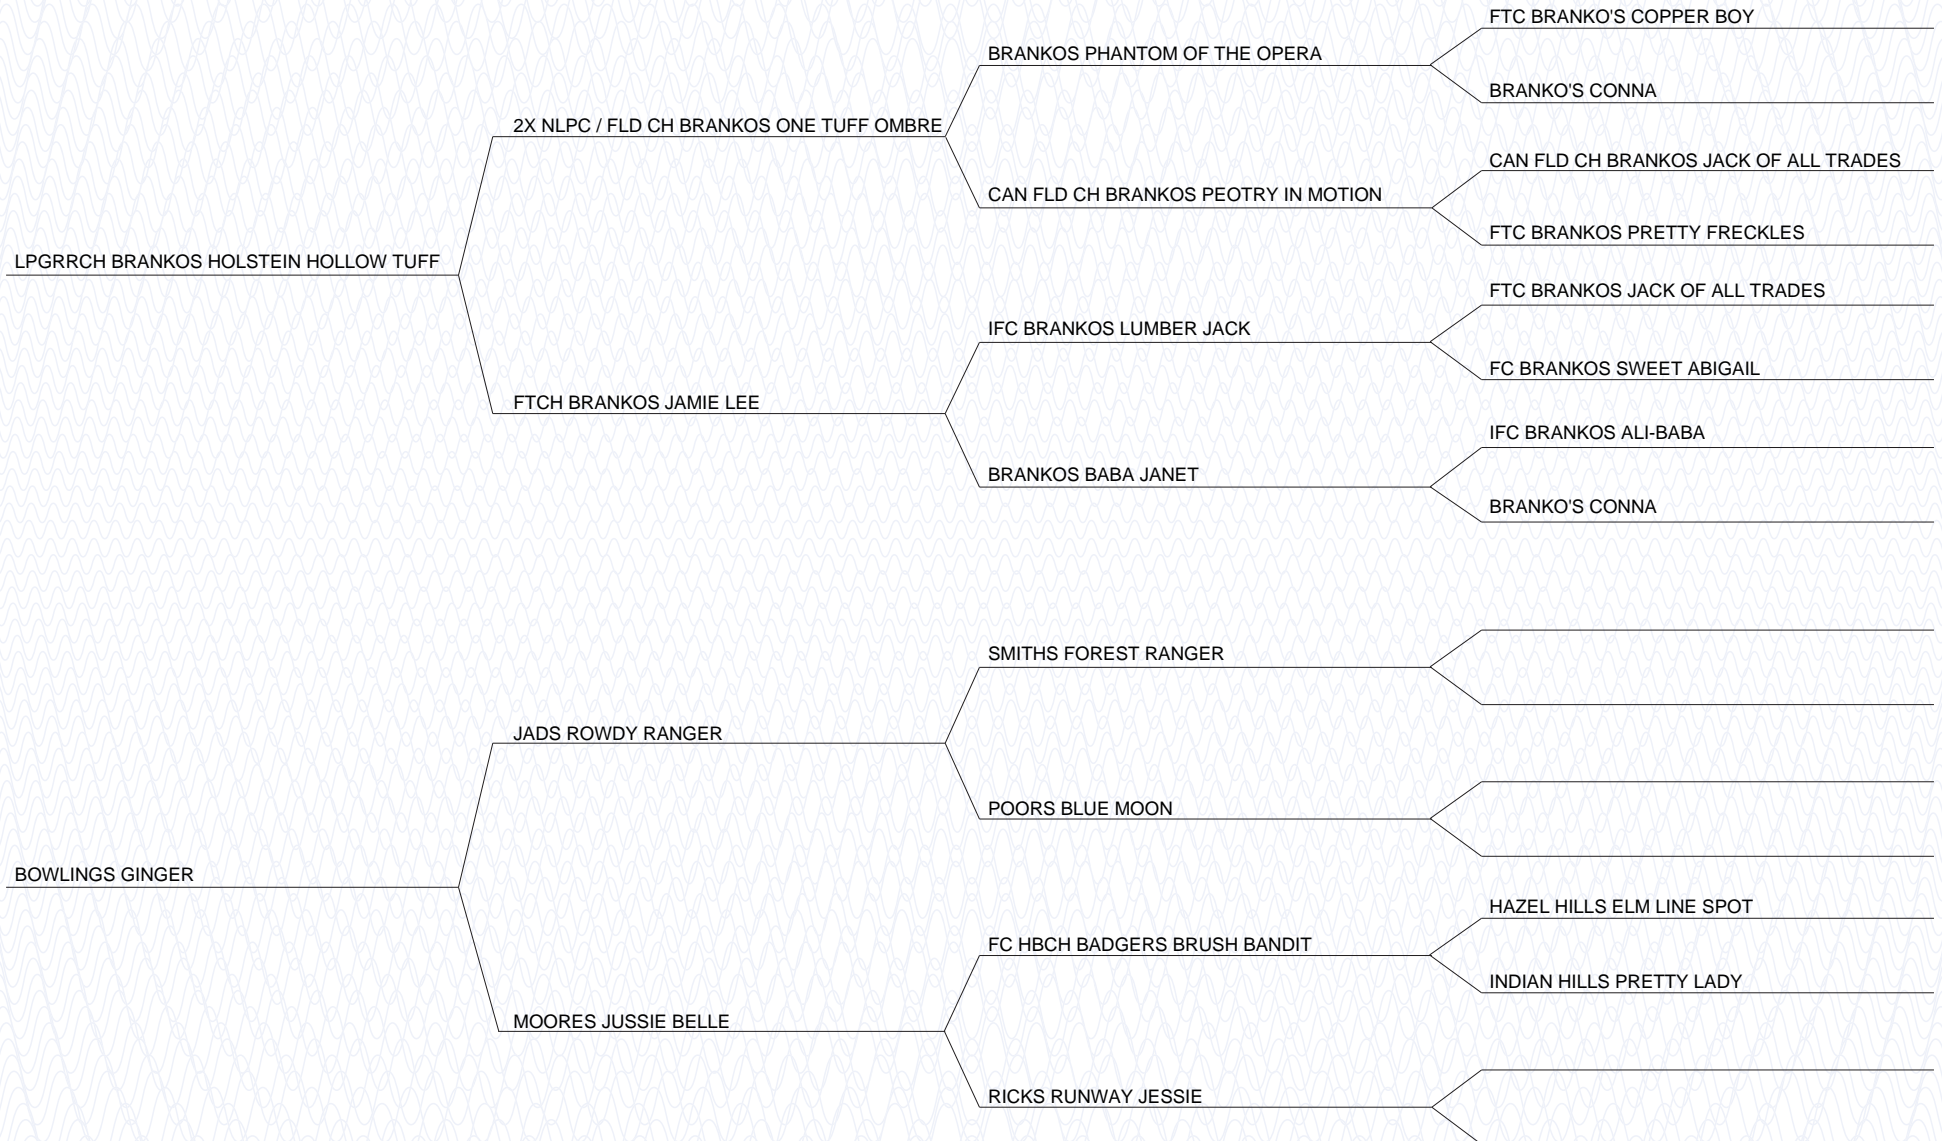 FTC BRANKO'S COPPER BOY
BRANKOS PHANTOM OF THE OPERA
BRANKO'S CONNA
2X NLPC / FLD CH BRANKOS ONE TUFF OMBRE
CAN FLD CH BRANKOS JACK OF ALL TRADES
CAN FLD CH BRANKOS PEOTRY IN MOTION
FTC BRANKOS PRETTY FRECKLES
LPGRRCH BRANKOS HOLSTEIN HOLLOW TUFF
FTC BRANKOS JACK OF ALL TRADES
IFC BRANKOS LUMBER JACK
FC BRANKOS SWEET ABIGAIL
FTCH BRANKOS JAMIE LEE
IFC BRANKOS ALI-BABA
BRANKOS BABA JANET
BRANKO'S CONNA
SMITHS FOREST RANGER
JADS ROWDY RANGER
POORS BLUE MOON
BOWLINGS GINGER
HAZEL HILLS ELM LINE SPOT
FC HBCH BADGERS BRUSH BANDIT
INDIAN HILLS PRETTY LADY
MOORES JUSSIE BELLE
RICKS RUNWAY JESSIE